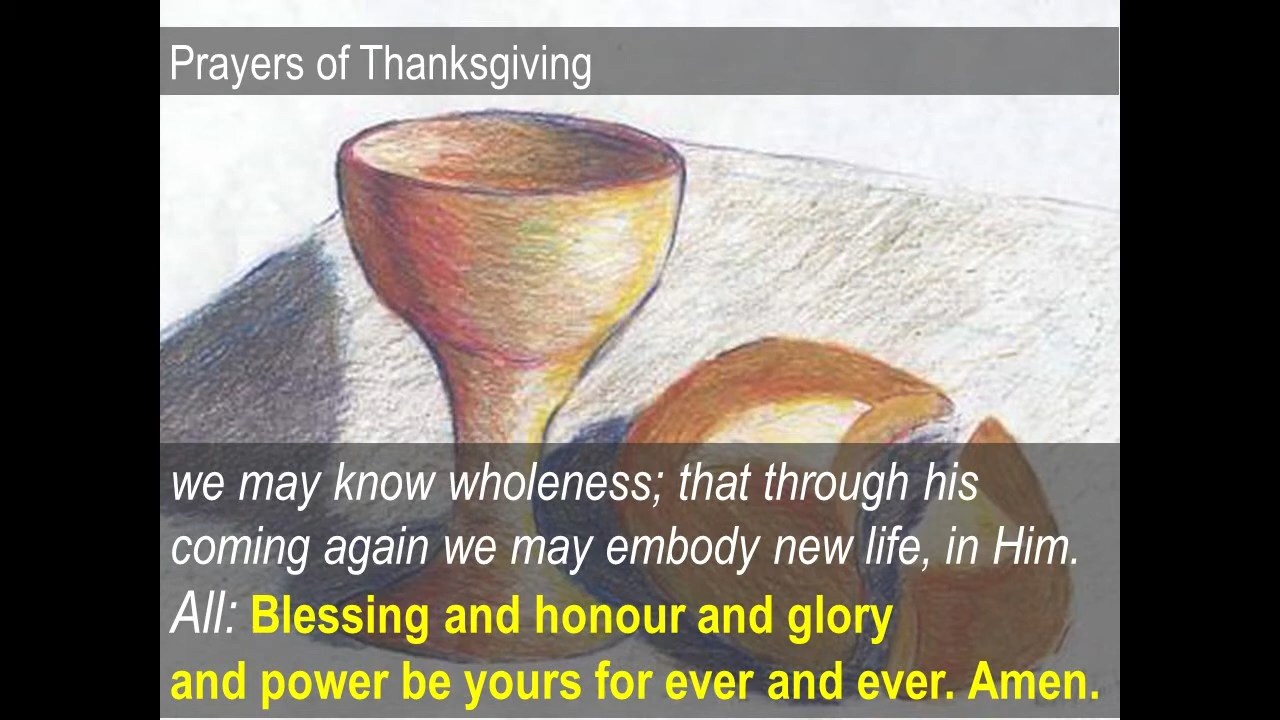 Prayers of Thanksgiving
we may know wholeness; that through his
coming again we may embody new life, in Him.
All: Blessing and honour and glory
and power be yours for ever and ever. Amen.